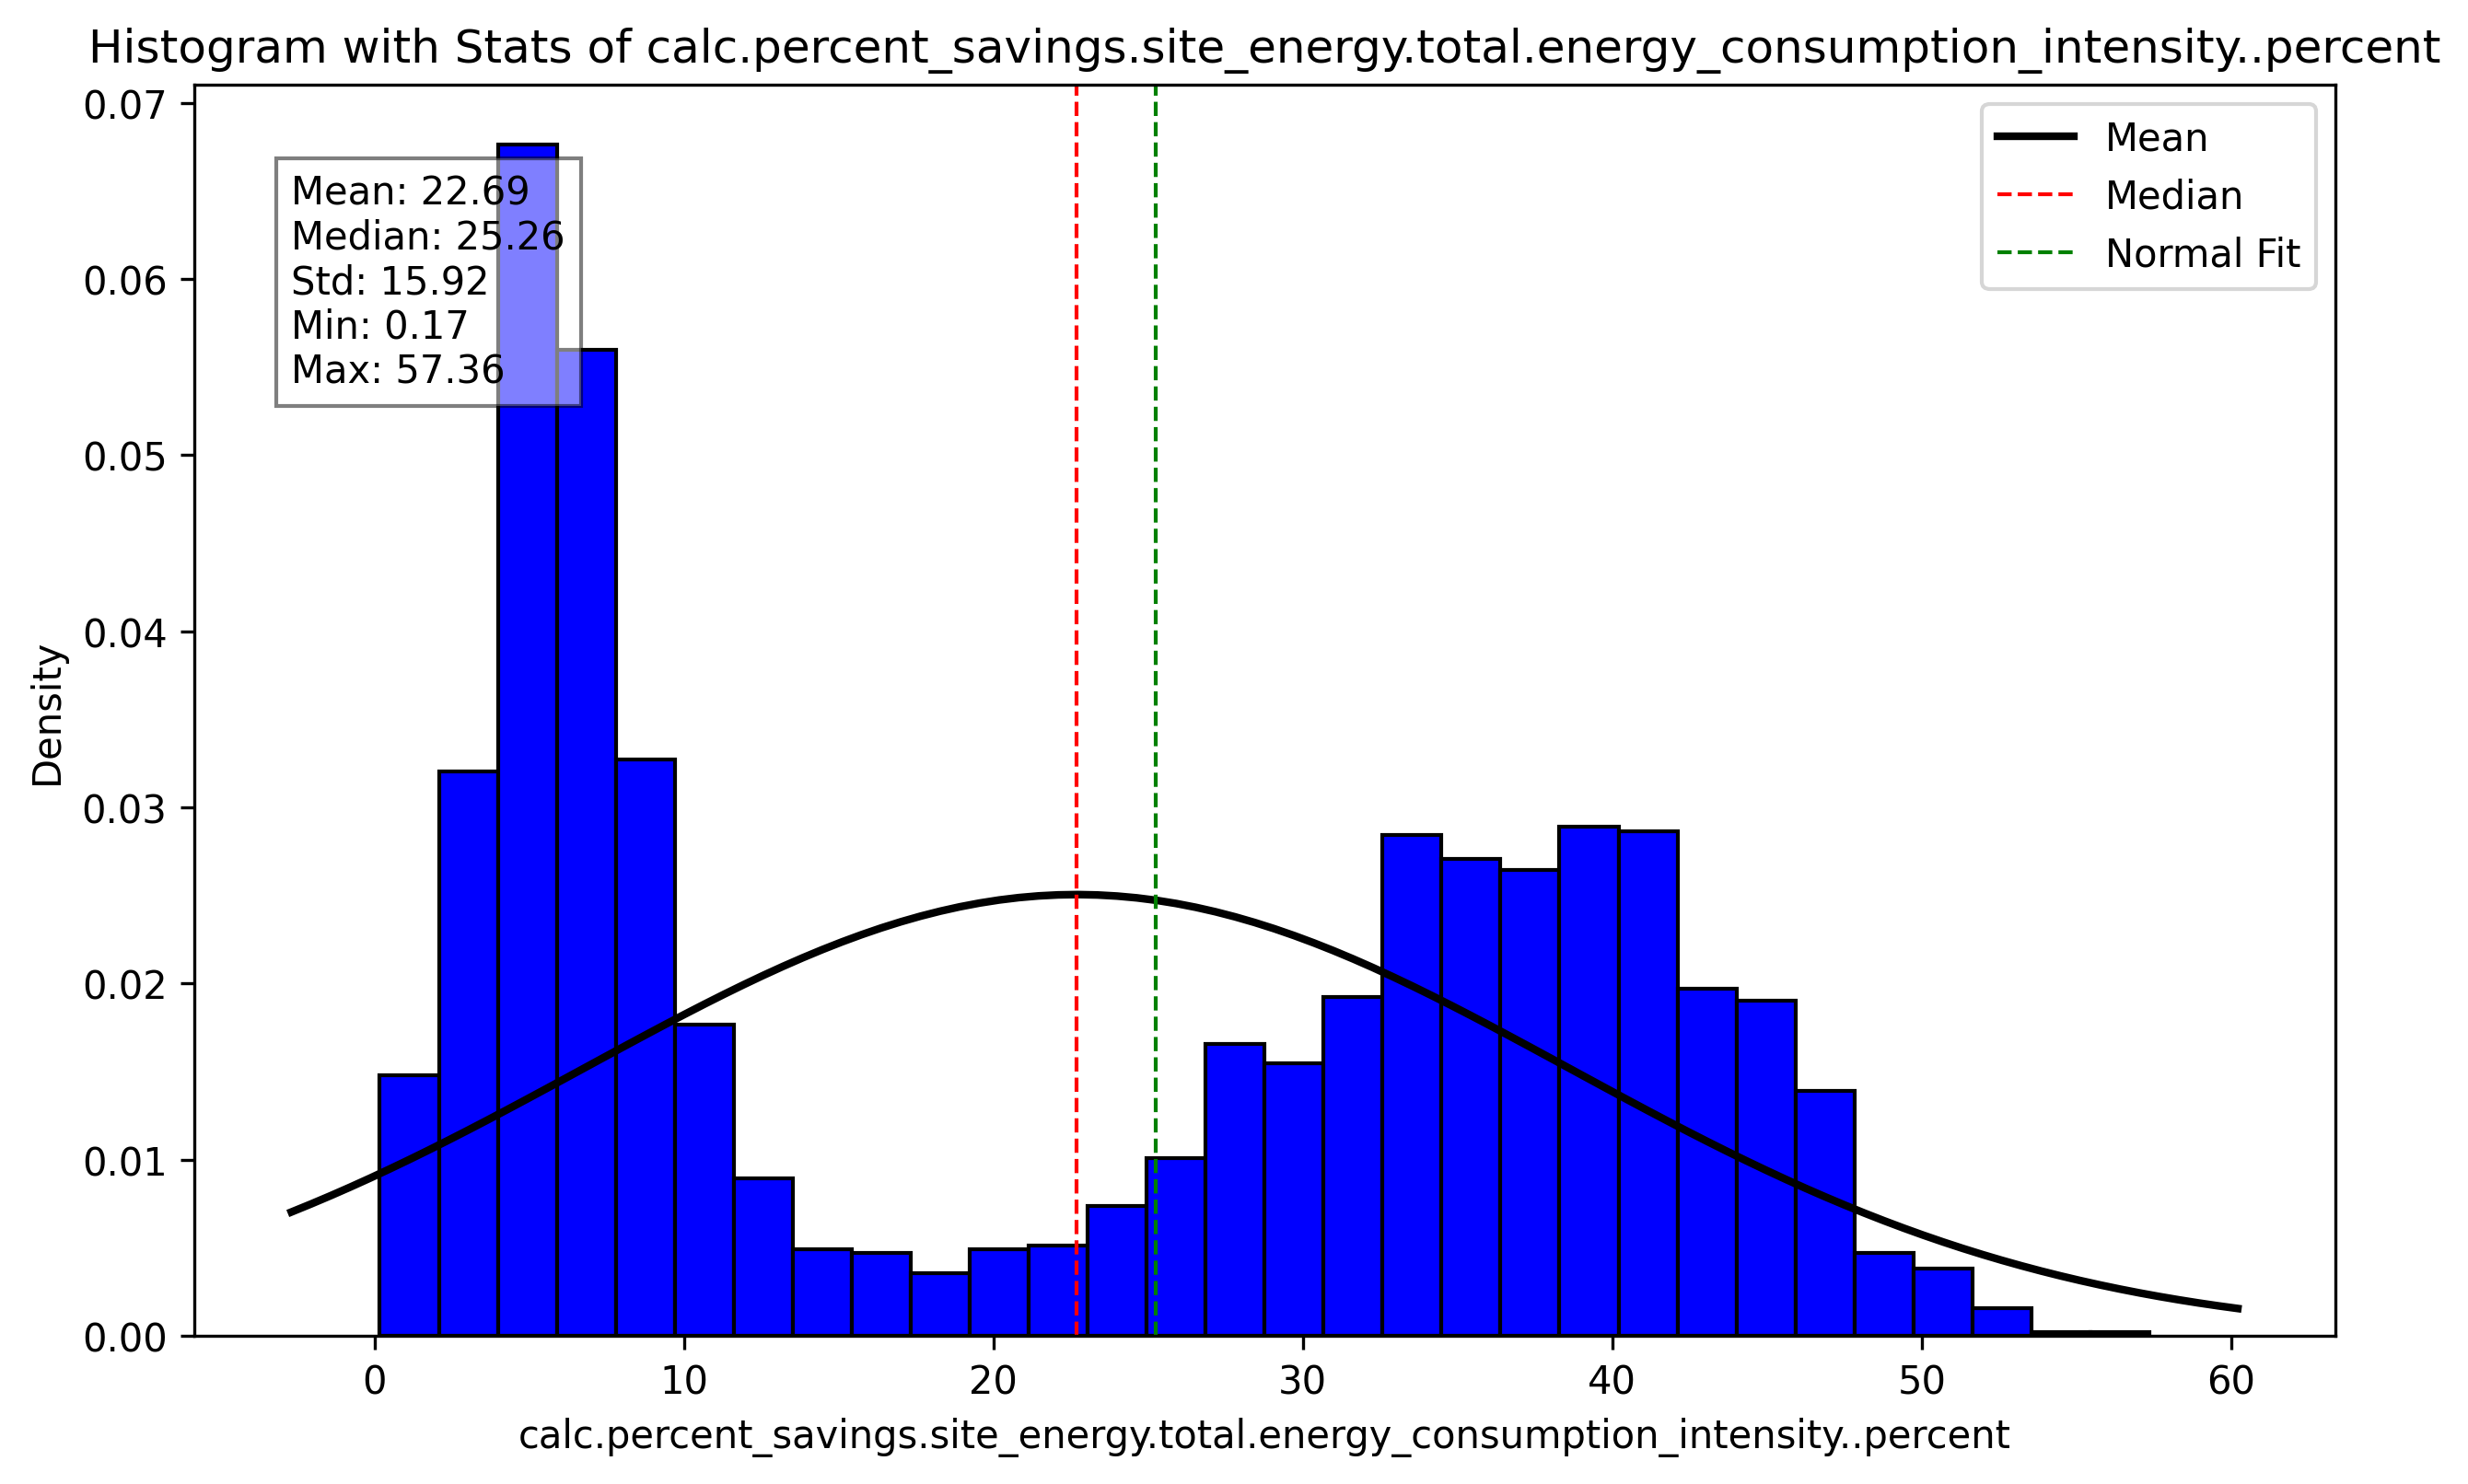 Histogram with Stats of calc.percent_savings.site_energy.total.energy_consumption_intensity..percent
Mean: 22.69
Median: 25.26
Std: 15.92
Min: 0.17
Max: 57.36
Mean
Median
Normal Fit
Density
0.07
0.06
0.05
0.04
0.03
0.02
0.01
0.00
0 10 20 30 40 50 60
calc.percent_savings.site_energy.total.energy_consumption_intensity..percent